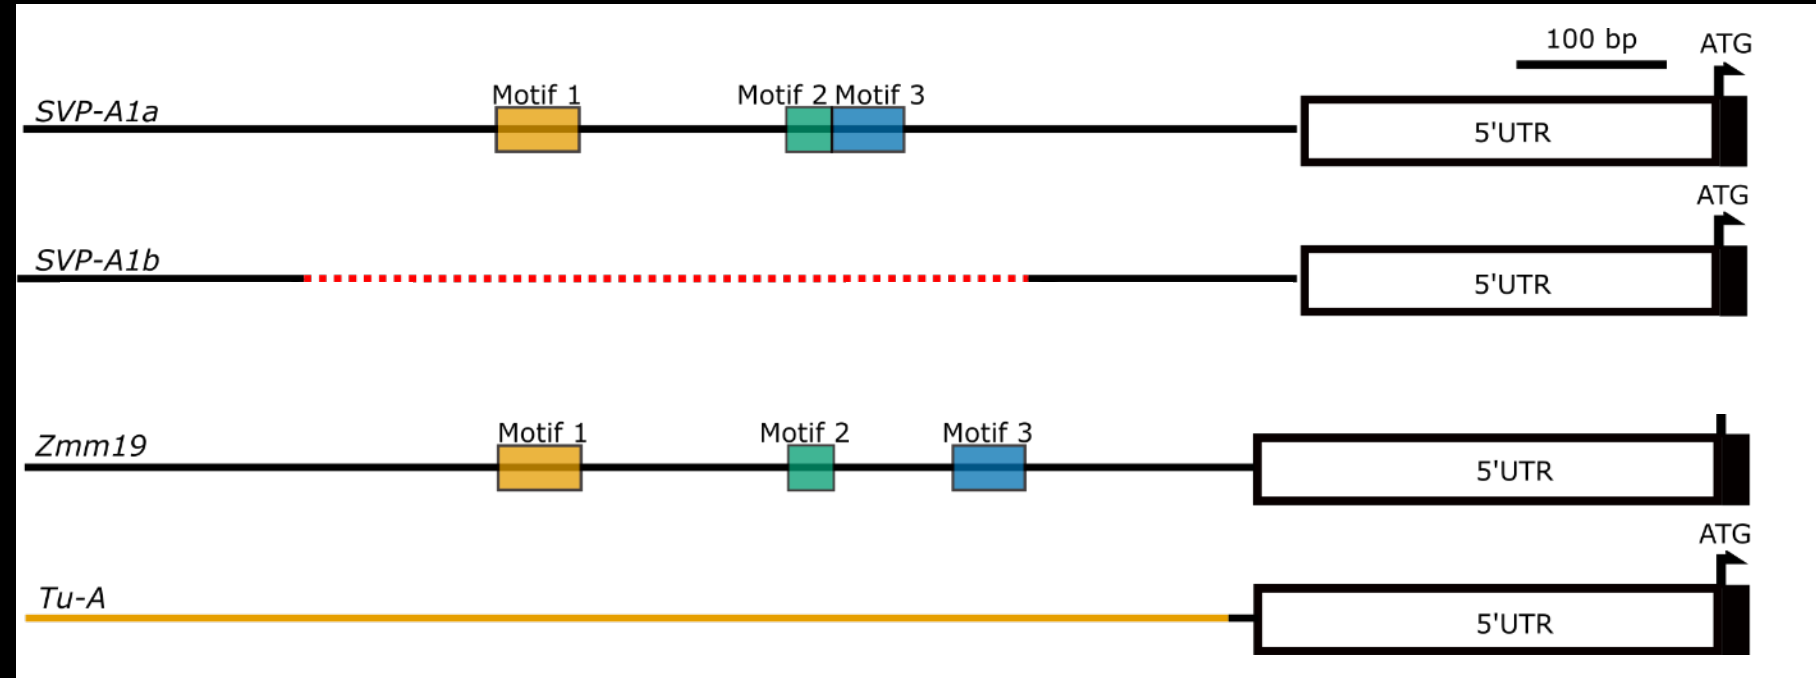 100 bp
ATG
SVP-A1a
Motif 1
Motif 2 Motif 3
5'UTR
ATG
SVP-A1b
5'UTR
Zmm19
Motif 1
Motif 2
Motif 3
5'UTR
ATG
Tu-A
5'UTR